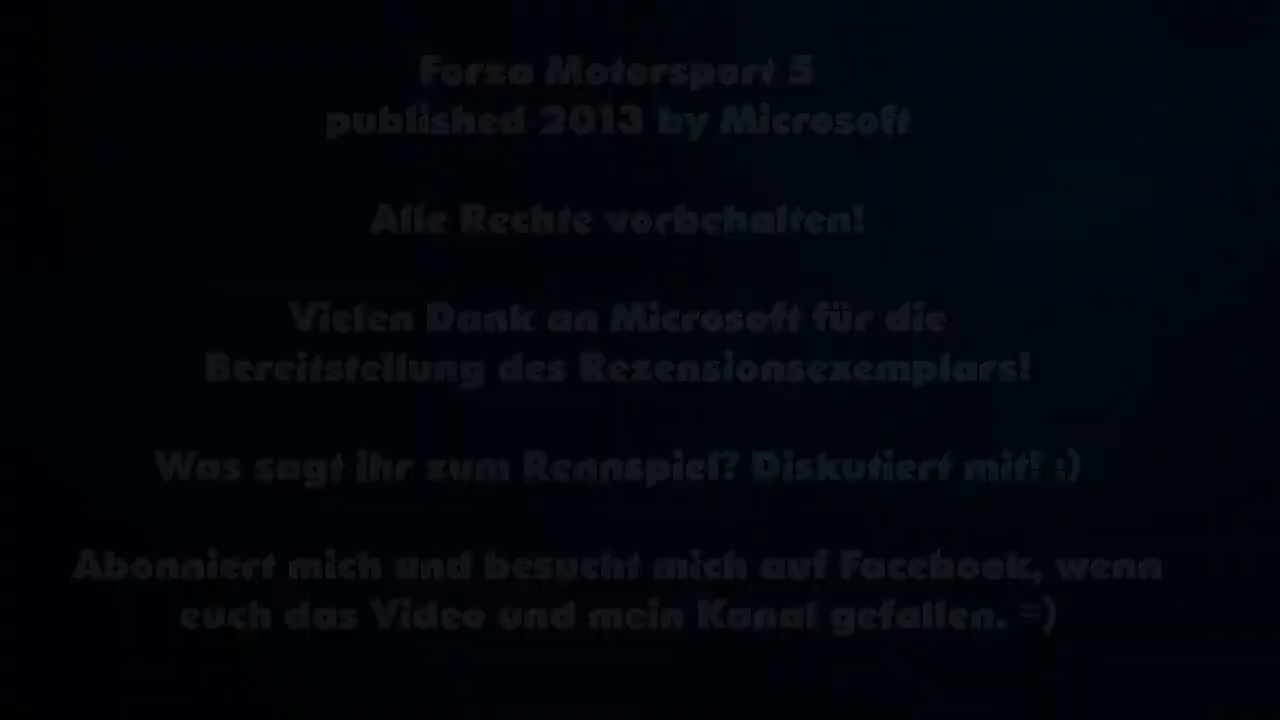 Forza Motorsport 5
published 2013 by Microsoft
Alle Rechte vorbehalten!
Vielen Dank an Microsoft für die
Bereitstellung des Rezensionsexemplars!
Was sagt ihr zum Rennspiel? Diskutiert mit! :)
Abonniert mich und besucht mich auf Facebook, wenn
euch das Video und mein Kanal gefallen. =)